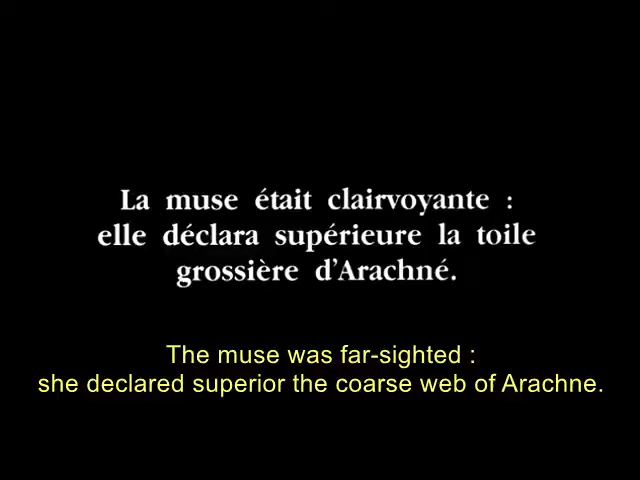 La muse était clairvoyante :
elle déclara supérieure la toile
grossière d'Arachné.
The muse was far-sighted :
she declared superior the coarse web of Arachne.